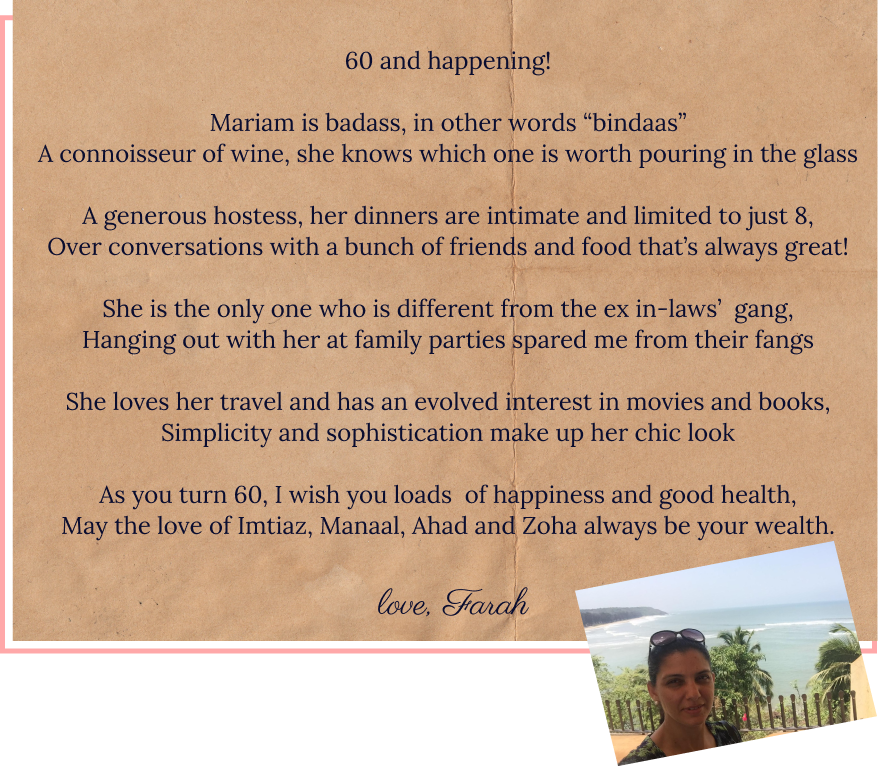 60 and happening!
Mariam is badass, in other words “bindaas”
A connoisseur of wine, she knows which one is worth pouring in the glass
A generous hostess, her dinners are intimate and limited to just 8,
Over conversations with a bunch of friends and food that’s always great!
She is the only one who is different from the ex in-laws’  gang,
Hanging out with her at family parties spared me from their fangs
She loves her travel and has an evolved interest in movies and books,
Simplicity and sophistication make up her chic look
As you turn 60, I wish you loads  of happiness and good health,
May the love of Imtiaz, Manaal, Ahad and Zoha always be your wealth.
love, Farah